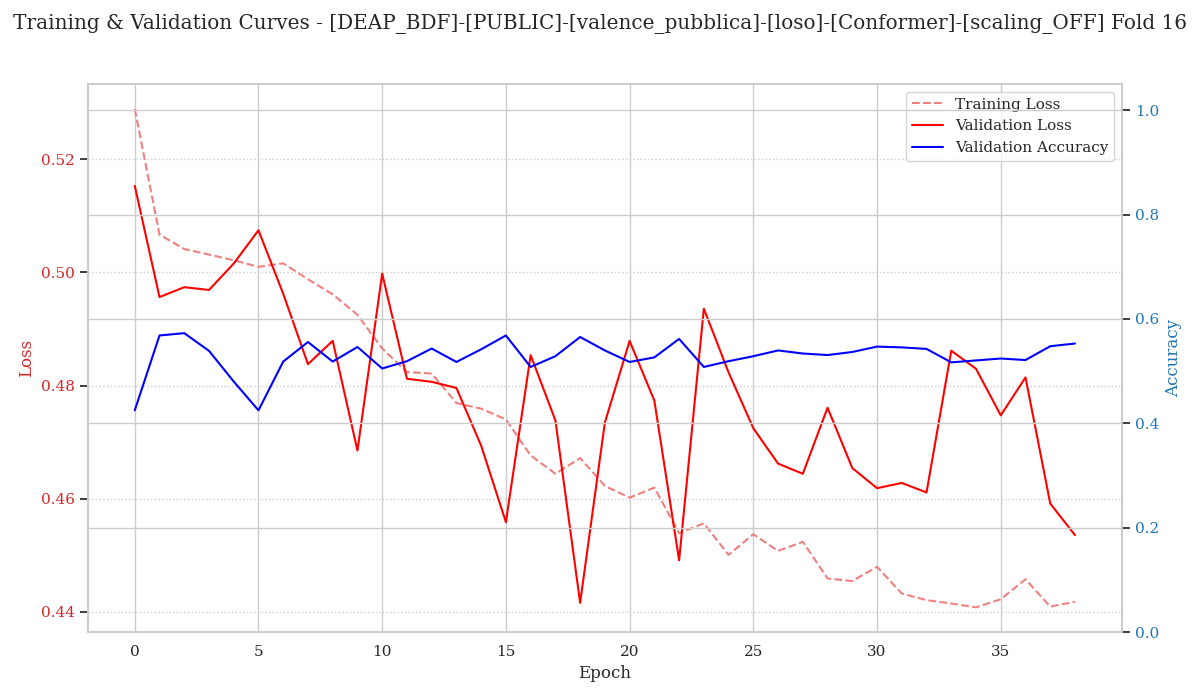 Training & Validation Curves - [DEAP_BDF]-[PUBLIC]-[valence_pubblica]-[loso]-[Conformer]-[scaling_OFF] Fold 16
Training Loss
Validation Loss
Validation Accuracy
Loss
0.52
0.50
0.48
0.46
0.44
1.0
0.8
0.6
0.4
0.2
0.0
Accuracy
0 5 10 15 20 25 30 35
Epoch